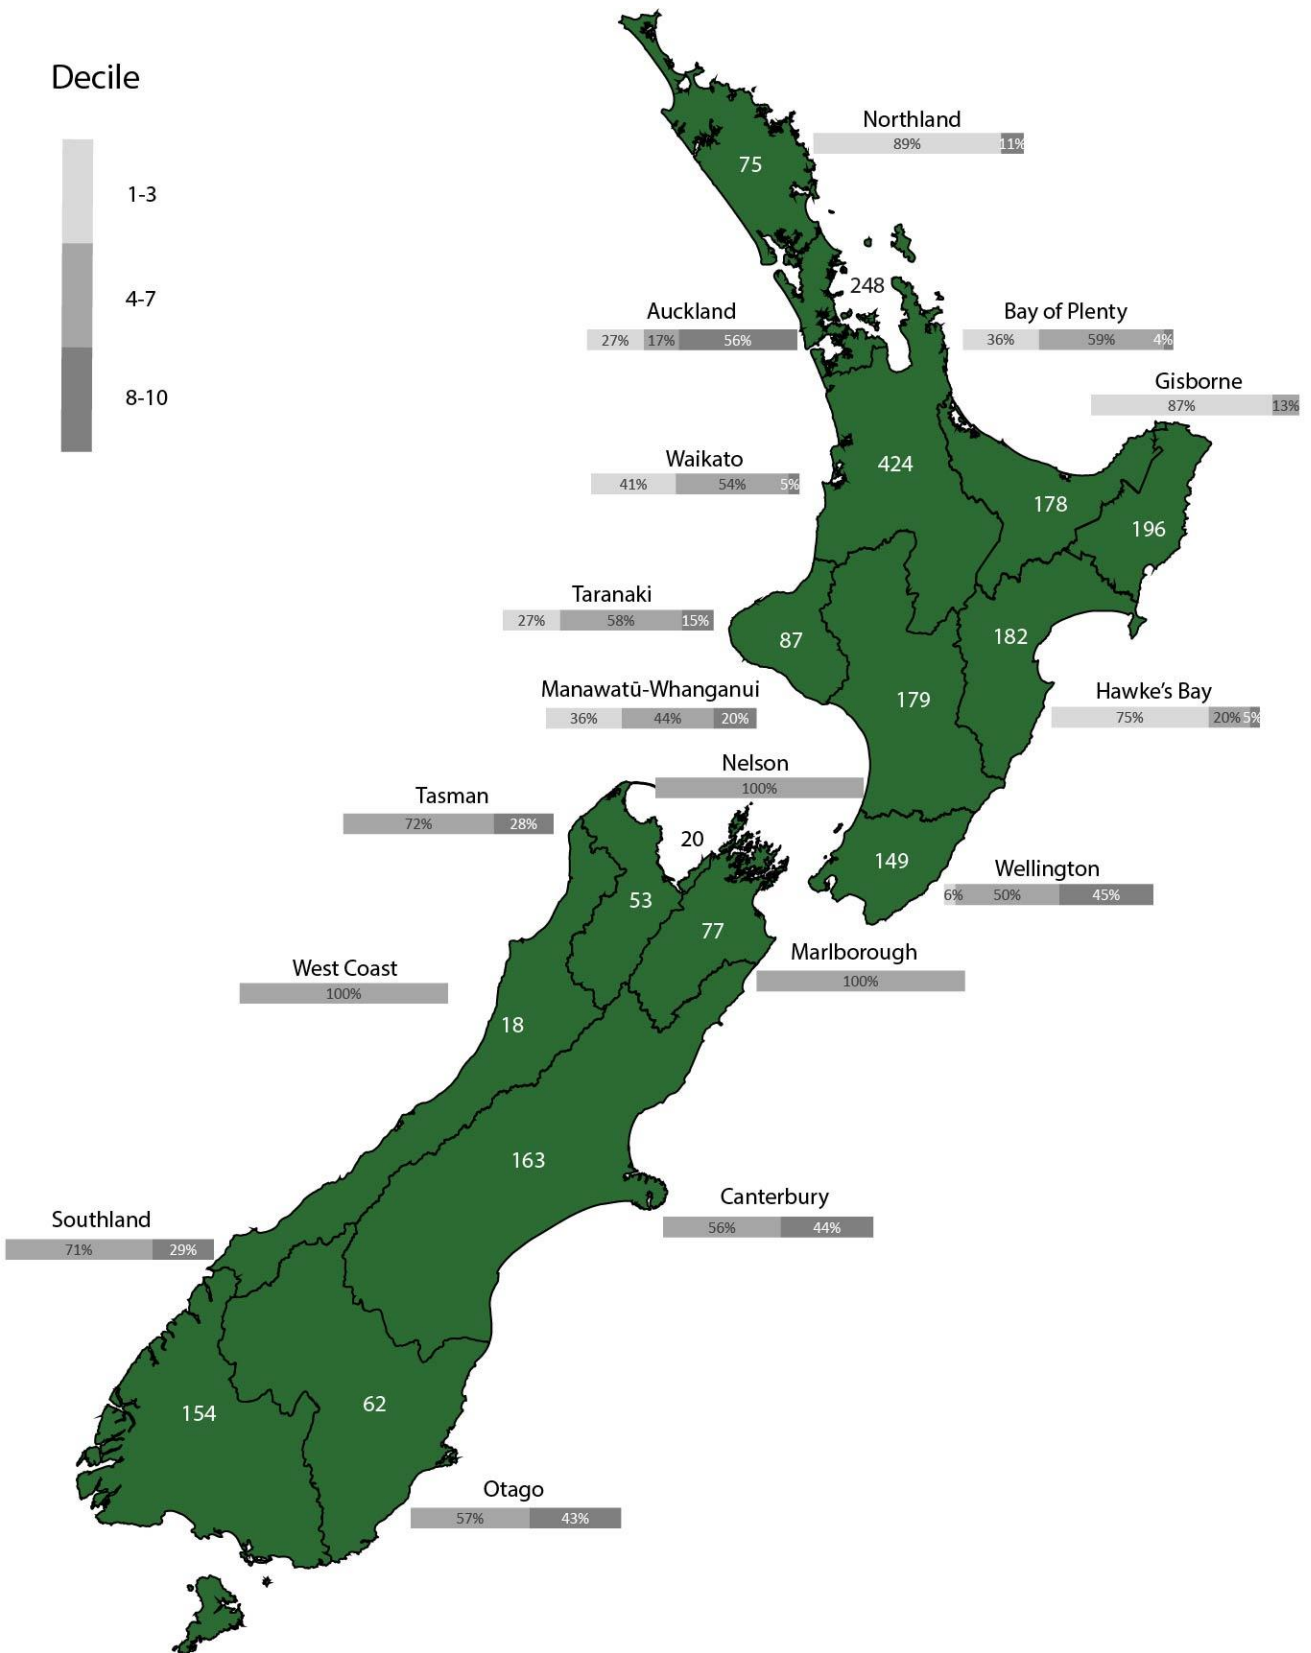 Decile
1-3
4-7
8-10
Northland
89% 11%
75
248
Auckland
27% 17% 56%
Bay of Plenty
36% 59% 4%
Gisborne
87% 13%
Waikato
41% 54% 5%
424
178
196
Taranaki
27% 58% 15%
87
182
Manawatū-Whanganui
36% 44% 20%
179
Hawke's Bay
75% 20% 5%
Nelson
100%
Tasman
72% 28%
20
149
Wellington
6% 50% 45%
53
77
Marlborough
100%
West Coast
100%
18
163
Canterbury
56% 44%
Southland
71% 29%
154
62
Otago
57% 43%